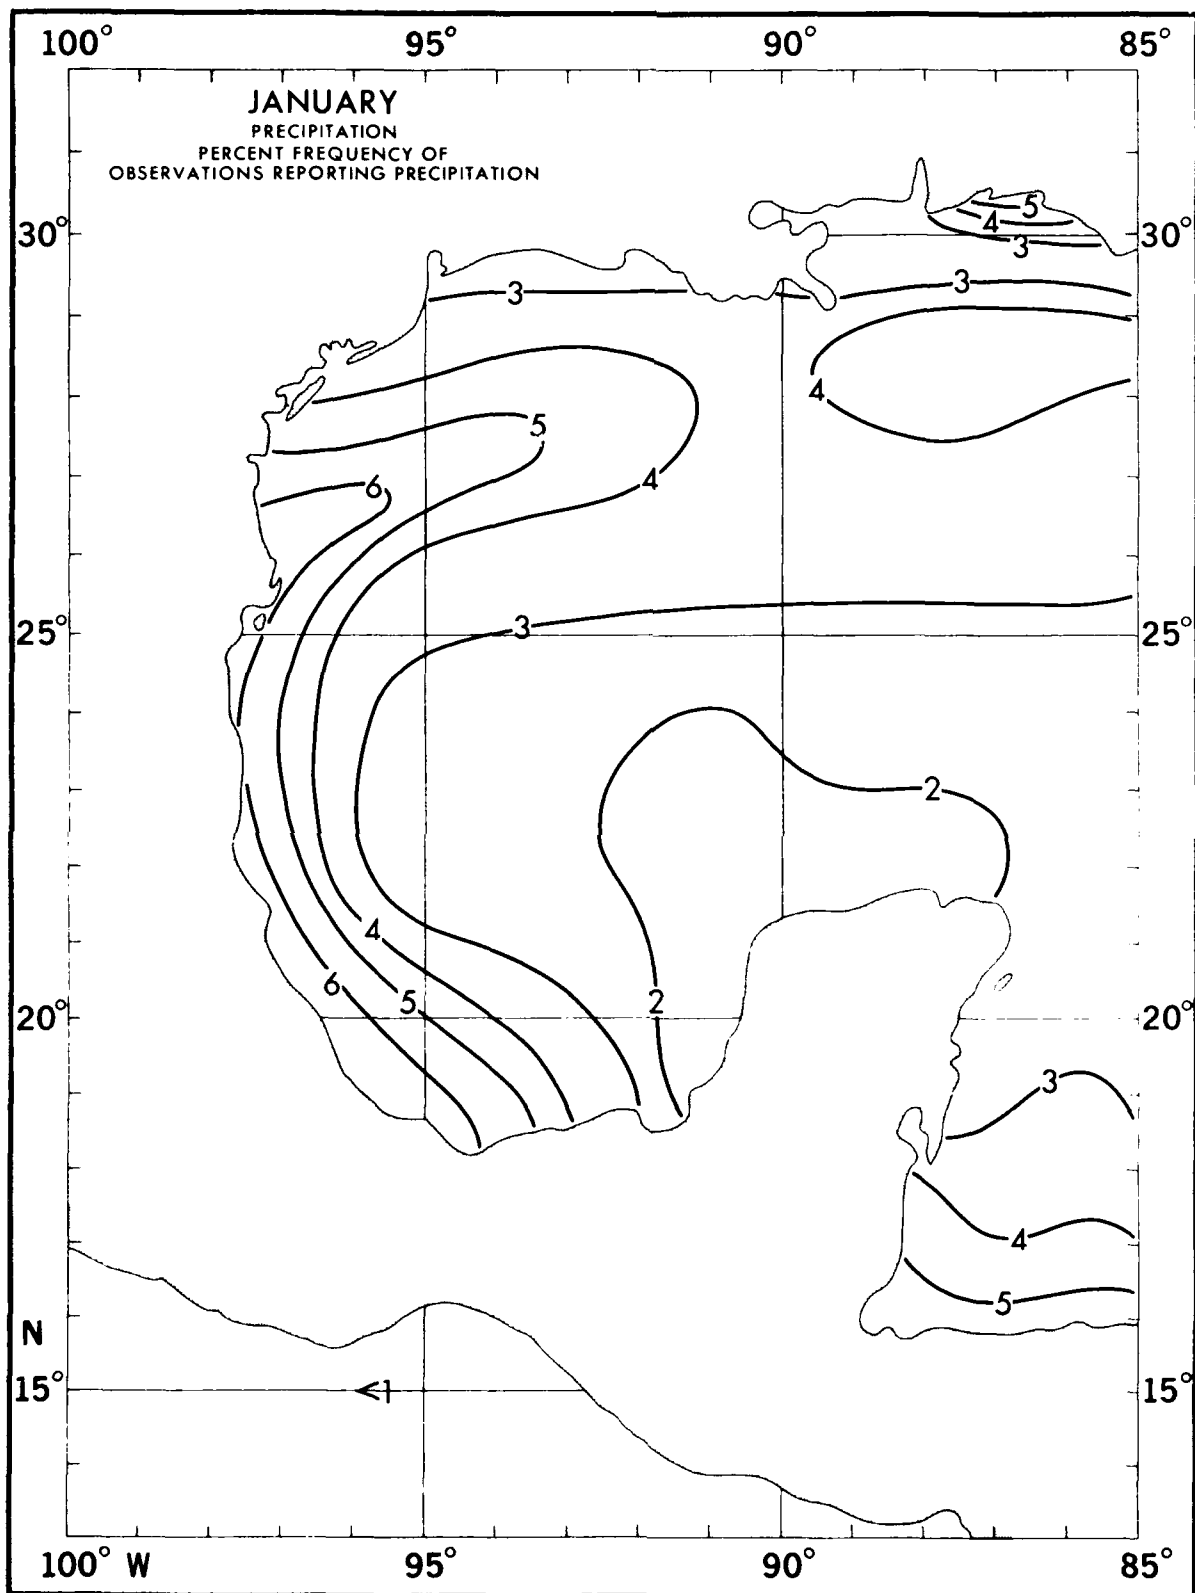 100° 95° 90° 85°
JANUARY
PRECIPITATION
PERCENT FREQUENCY OF
OBSERVATIONS REPORTING PRECIPITATION
5
4
30° 3 30°
3 3
4
5
4
6
3
25° 25°
2
4
6 5 2
20° 20°
3
4
5
N
15° <1 15°
100° W 95° 90° 85°